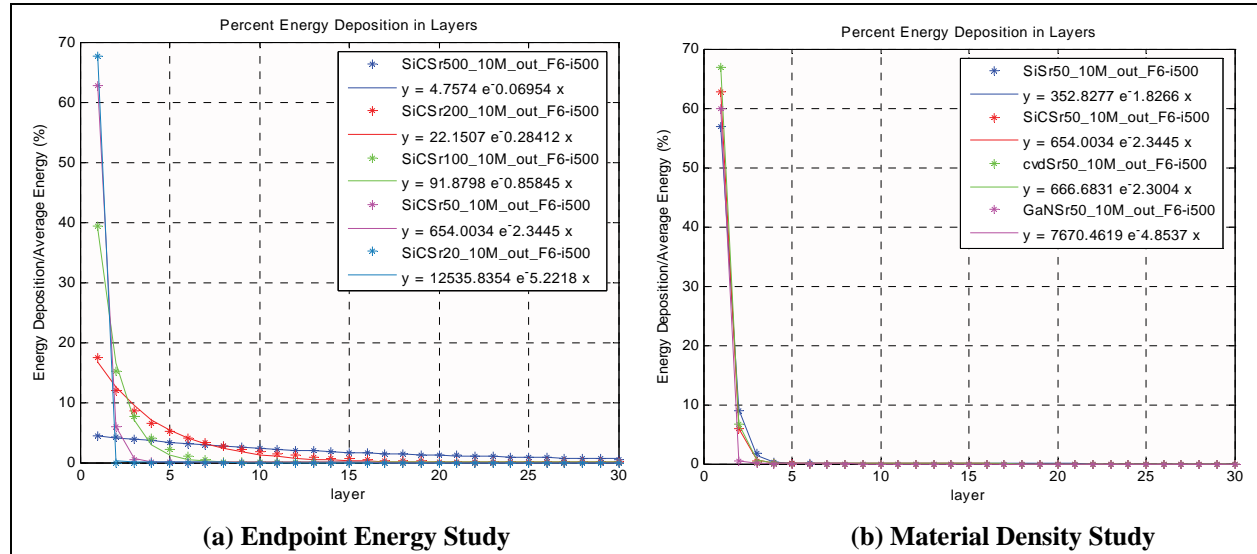 Percent Energy Deposition in Layers
70
60
50
40
30
20
10
0
Energy Deposition/Average Energy (%)
SiCSr500_10M_out_F6-i500
y = 4.7574 e^-0.06954 x
SiCSr200_10M_out_F6-i500
y = 22.1507 e^-0.28412 x
SiCSr100_10M_out_F6-i500
y = 91.8798 e^-0.85845 x
SiCSr50_10M_out_F6-i500
y = 654.0034 e^-2.3445 x
SiCSr20_10M_out_F6-i500
y = 12535.8354 e^-5.2218 x
0 5 10 15 20 25 30
layer
(a) Endpoint Energy Study
Percent Energy Deposition in Layers
70
60
50
40
30
20
10
0
Energy Deposition/Average Energy (%)
SiSr50_10M_out_F6-i500
y = 352.8277 e^-1.8266 x
SiCSr50_10M_out_F6-i500
y = 654.0034 e^-2.3445 x
cvdSr50_10M_out_F6-i500
y = 666.6831 e^-2.3004 x
GaNSr50_10M_out_F6-i500
y = 7670.4619 e^-4.8537 x
0 5 10 15 20 25 30
layer
(b) Material Density Study